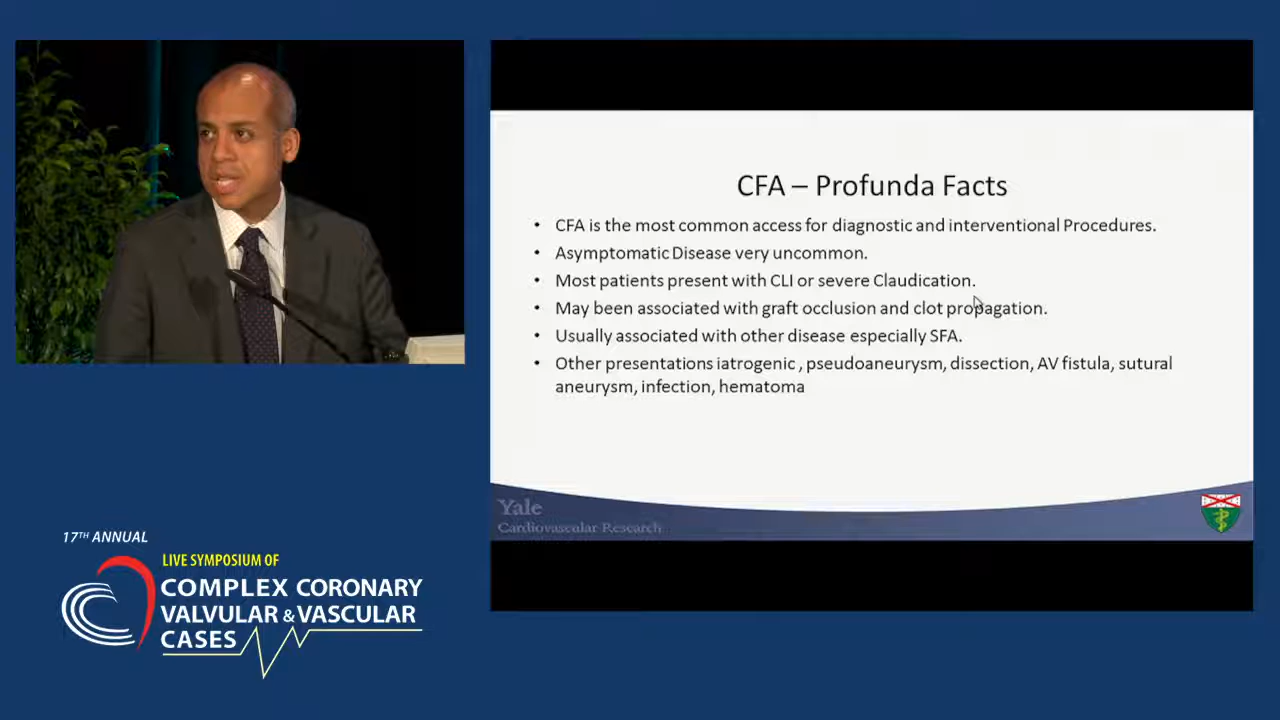 CFA – Profunda Facts
• CFA is the most common access for diagnostic and interventional Procedures.
• Asymptomatic Disease very uncommon.
• Most patients present with CLI or severe Claudication.
• May been associated with graft occlusion and clot propagation.
• Usually associated with other disease especially SFA.
• Other presentations iatrogenic , pseudoaneurysm, dissection, AV fistula, sutural
aneurysm, infection, hematoma
Yale
Cardiovascular Research
17TH ANNUAL
LIVE SYMPOSIUM OF
COMPLEX CORONARY
VALVULAR & VASCULAR
CASES